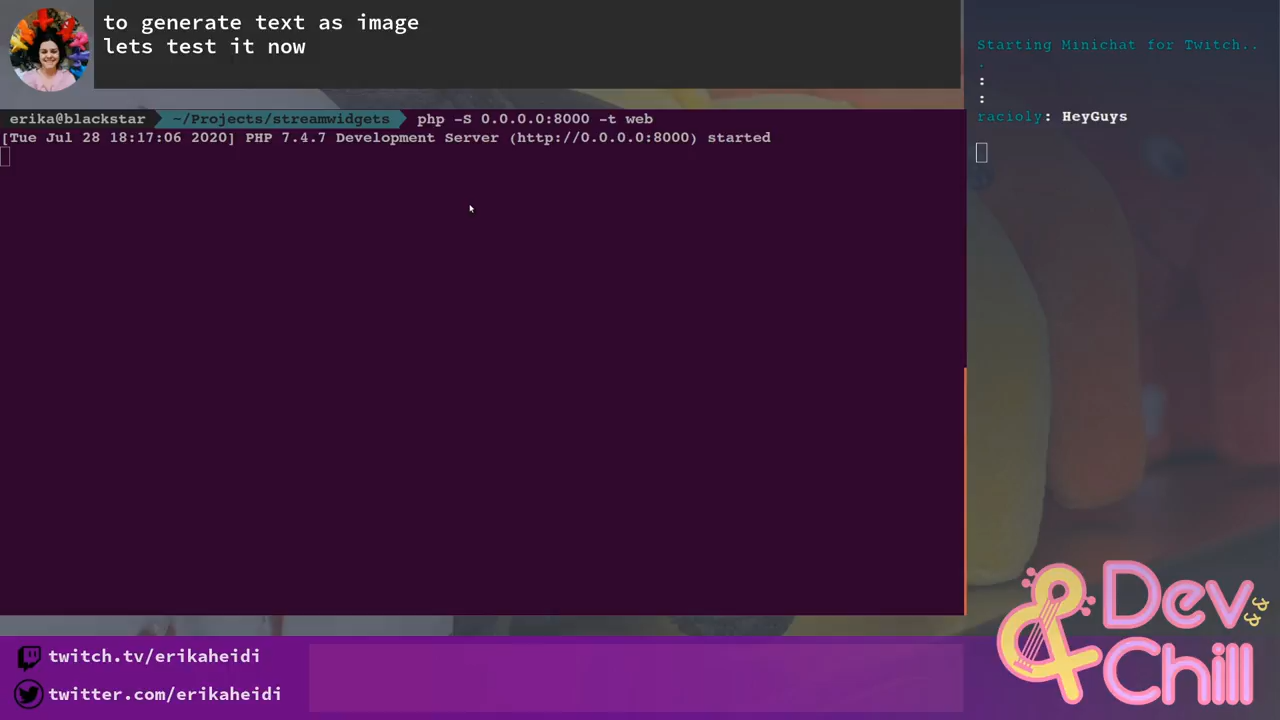 to generate text as image
lets test it now
Starting Minichat for Twitch..
.
:
:
racioly: HeyGuys
erika@blackstar ~/Projects/streamwidgets php -S 0.0.0.0:8000 -t web
[Tue Jul 28 18:17:06 2020] PHP 7.4.7 Development Server (http://0.0.0.0:8000) started
twitch.tv/erikaheidi
twitter.com/erikaheidi
& Dev &&
Chill